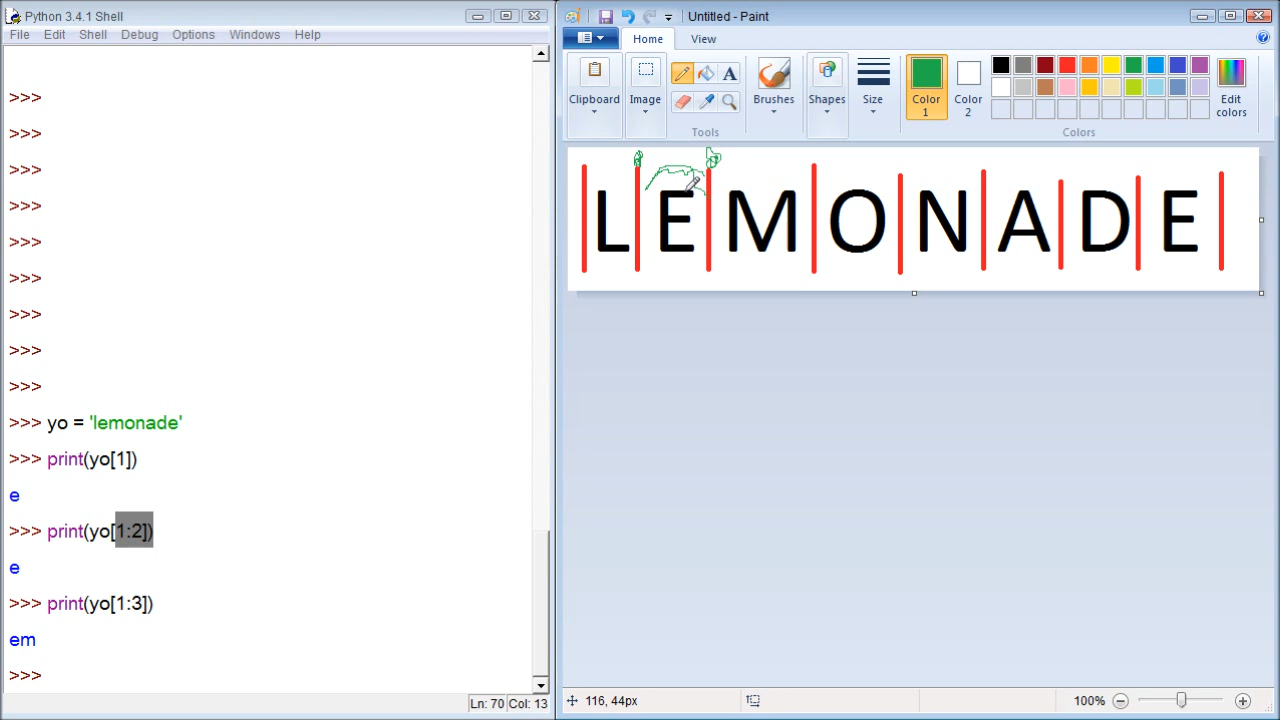 Python 3.4.1 Shell
File Edit Shell Debug Options Windows Help
>>>
>>>
>>>
>>>
>>>
>>>
>>>
>>>
>>>
>>> yo = 'lemonade'
>>> print(yo[1])
e
>>> print(yo[1:2])
e
>>> print(yo[1:3])
em
>>>
Ln: 70 Col: 13
Untitled - Paint
Home View
Clipboard Image Tools Brushes Shapes Size Color 1 Color 2 Edit colors Colors
LEMONADE
116, 44px
100%